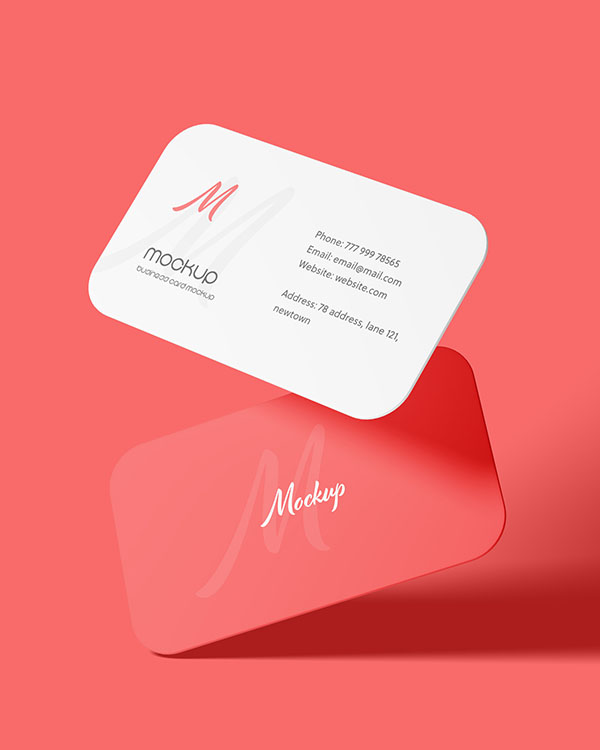 M
mockup
business card mockup
Phone: 777 999 78565
Email: email@mail.com
Website: website.com
Address: 78 address, lane 121,
newtown
M
Mockup